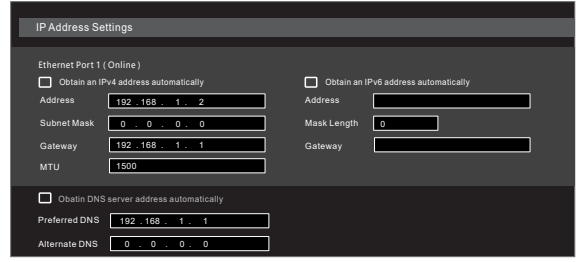 IP Address Settings
Ethernet Port 1 ( Online )
Obtain an IPv4 address automatically
Obtain an IPv6 address automatically
Address 192 . 168 . 1 . 2
Address
Subnet Mask 0 . 0 . 0 . 0
Mask Length 0
Gateway 192 . 168 . 1 . 1
Gateway
MTU 1500
Obatin DNS server address automatically
Preferred DNS 192 . 168 . 1 . 1
Alternate DNS 0 . 0 . 0 . 0